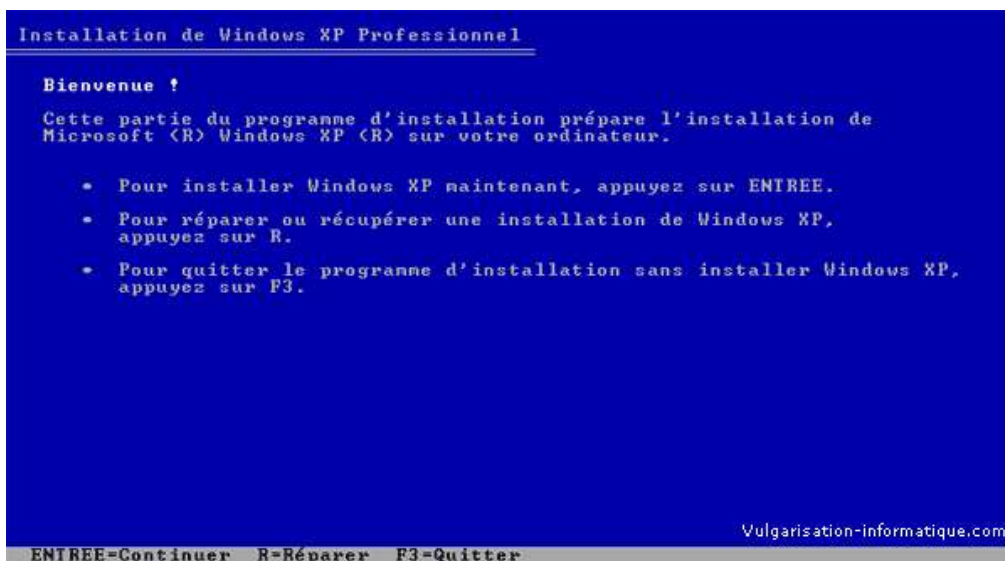 Installation de Windows XP Professionnel
Bienvenue !
Cette partie du programme d'installation prépare l'installation de
Microsoft (R) Windows XP (R) sur votre ordinateur.
• Pour installer Windows XP maintenant, appuyez sur ENTREE.
• Pour réparer ou récupérer une installation de Windows XP,
appuyez sur R.
• Pour quitter le programme d'installation sans installer Windows XP,
appuyez sur F3.
Vulgarisation-informatique.com
ENTREE=Continuer R=Réparer F3=Quitter